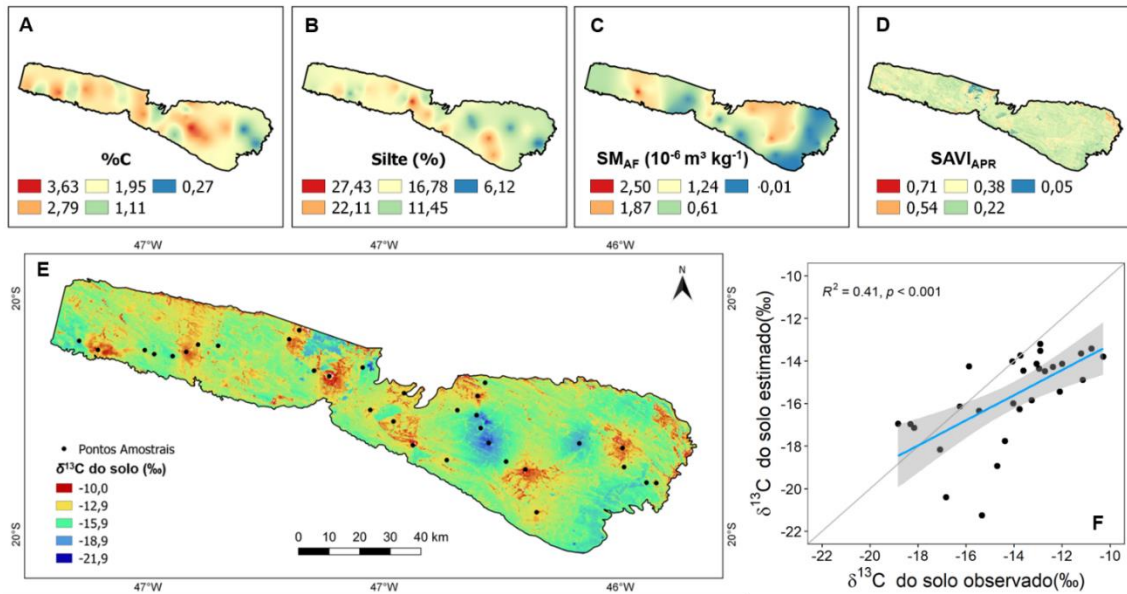 A
%C
3,63 1,95 0,27
2,79 1,11
B
Silte (%)
27,43 16,78 6,12
22,11 11,45
C
SM_AF (10⁻⁶ m³ kg⁻¹)
2,50 1,24 -0,01
1,87 0,61
D
SAVI_APR
0,71 0,38 0,05
0,54 0,22
47°W 47°W 46°W
E
N
20°S 20°S
20°S 20°S
Pontos Amostrais
δ¹³C do solo (‰)
-10,0
-12,9
-15,9
-18,9
-21,9
0 10 20 30 40 km
47°W 47°W 46°W
R² = 0.41, p < 0.001
δ¹³C do solo estimado(‰)
-10
-12
-14
-16
-18
-20
-22
F
-22 -20 -18 -16 -14 -12 -10
δ¹³C do solo observado(‰)